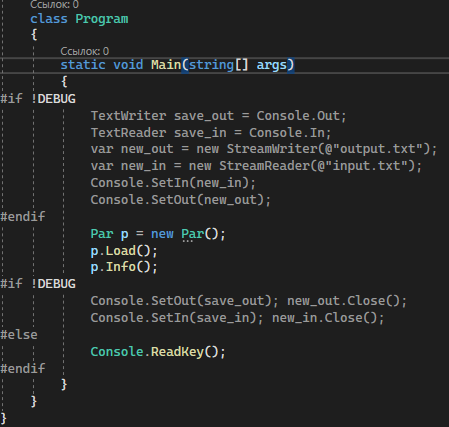 Ссылок: 0
class Program
{
Ссылок: 0
static void Main(string[] args)
{
#if !DEBUG
TextWriter save_out = Console.Out;
TextReader save_in = Console.In;
var new_out = new StreamWriter(@"output.txt");
var new_in = new StreamReader(@"input.txt");
Console.SetIn(new_in);
Console.SetOut(new_out);
#endif
Par p = new Par();
p.Load();
p.Info();
#if !DEBUG
Console.SetOut(save_out); new_out.Close();
Console.SetIn(save_in); new_in.Close();
#else
Console.ReadKey();
#endif
}
}
}